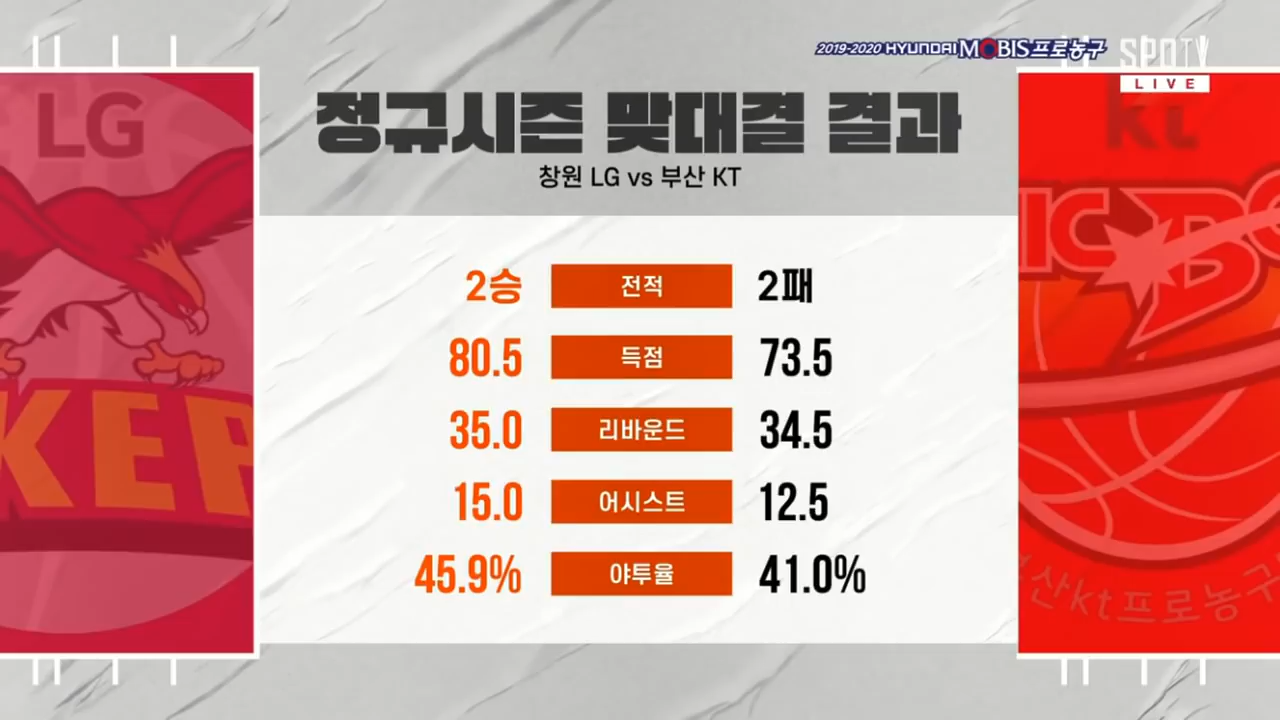 2019-2020 HYUNDAI MOBIS프로농구
SPOTV
LIVE
LG
kt
정규시즌 맞대결 결과
창원 LG vs 부산 KT
2승 전적 2패
80.5 득점 73.5
35.0 리바운드 34.5
15.0 어시스트 12.5
45.9% 야투율 41.0%
KER
산kt프로농구